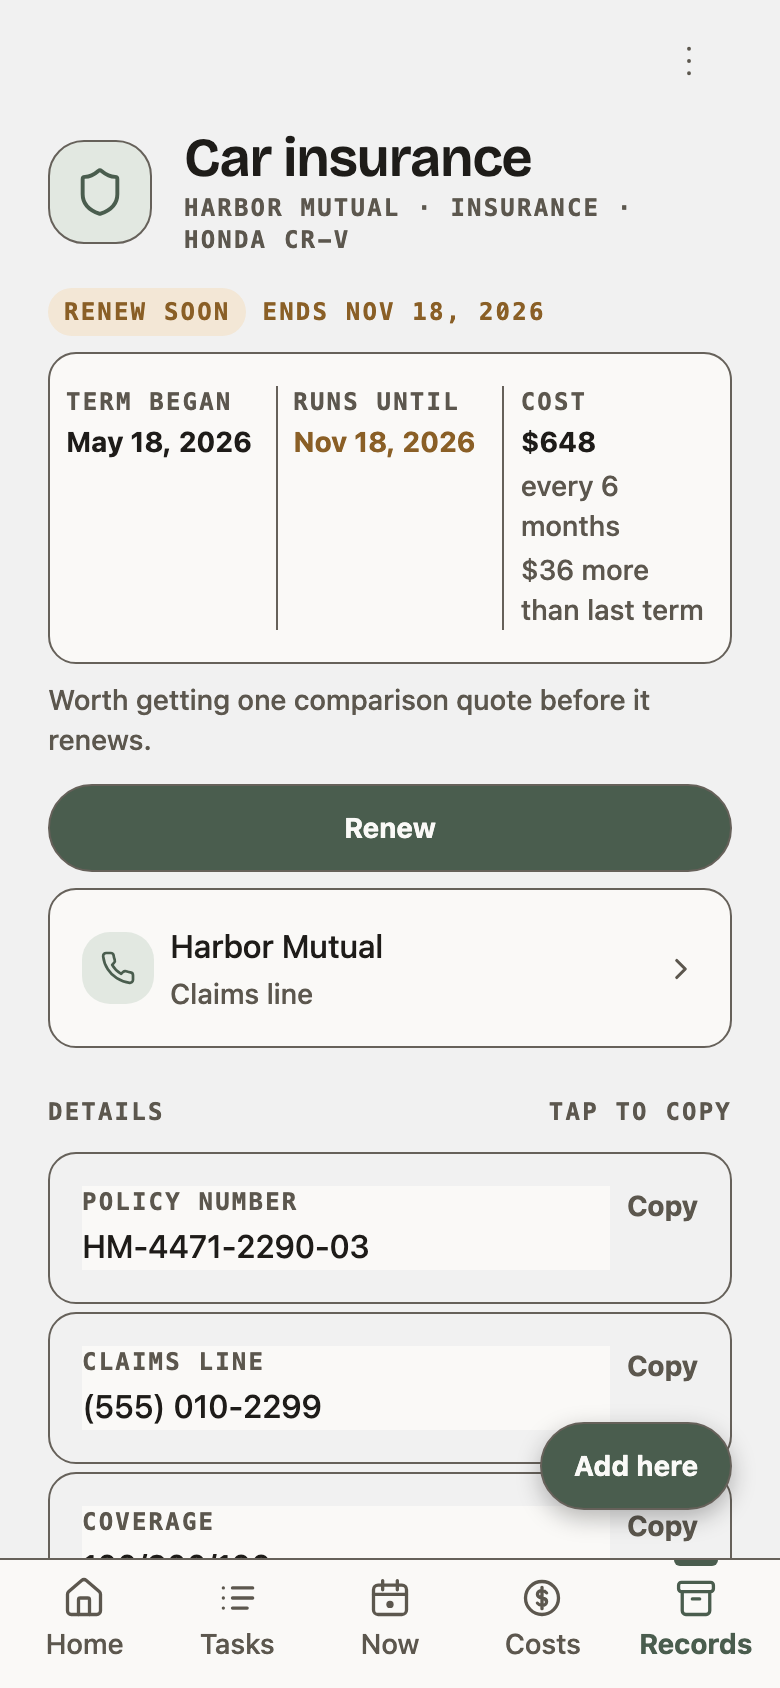 Car insurance
HARBOR MUTUAL · INSURANCE ·
HONDA CR–V
RENEW SOON ENDS NOV 18, 2026
TERM BEGAN RUNS UNTIL COST
May 18, 2026 Nov 18, 2026 $648
every 6
months
$36 more
than last term
Worth getting one comparison quote before it
renews.
Renew
Harbor Mutual
Claims line
DETAILS TAP TO COPY
POLICY NUMBER Copy
HM-4471-2290-03
CLAIMS LINE Copy
(555) 010-2299
Add here
COVERAGE Copy
Home Tasks Now Costs Records